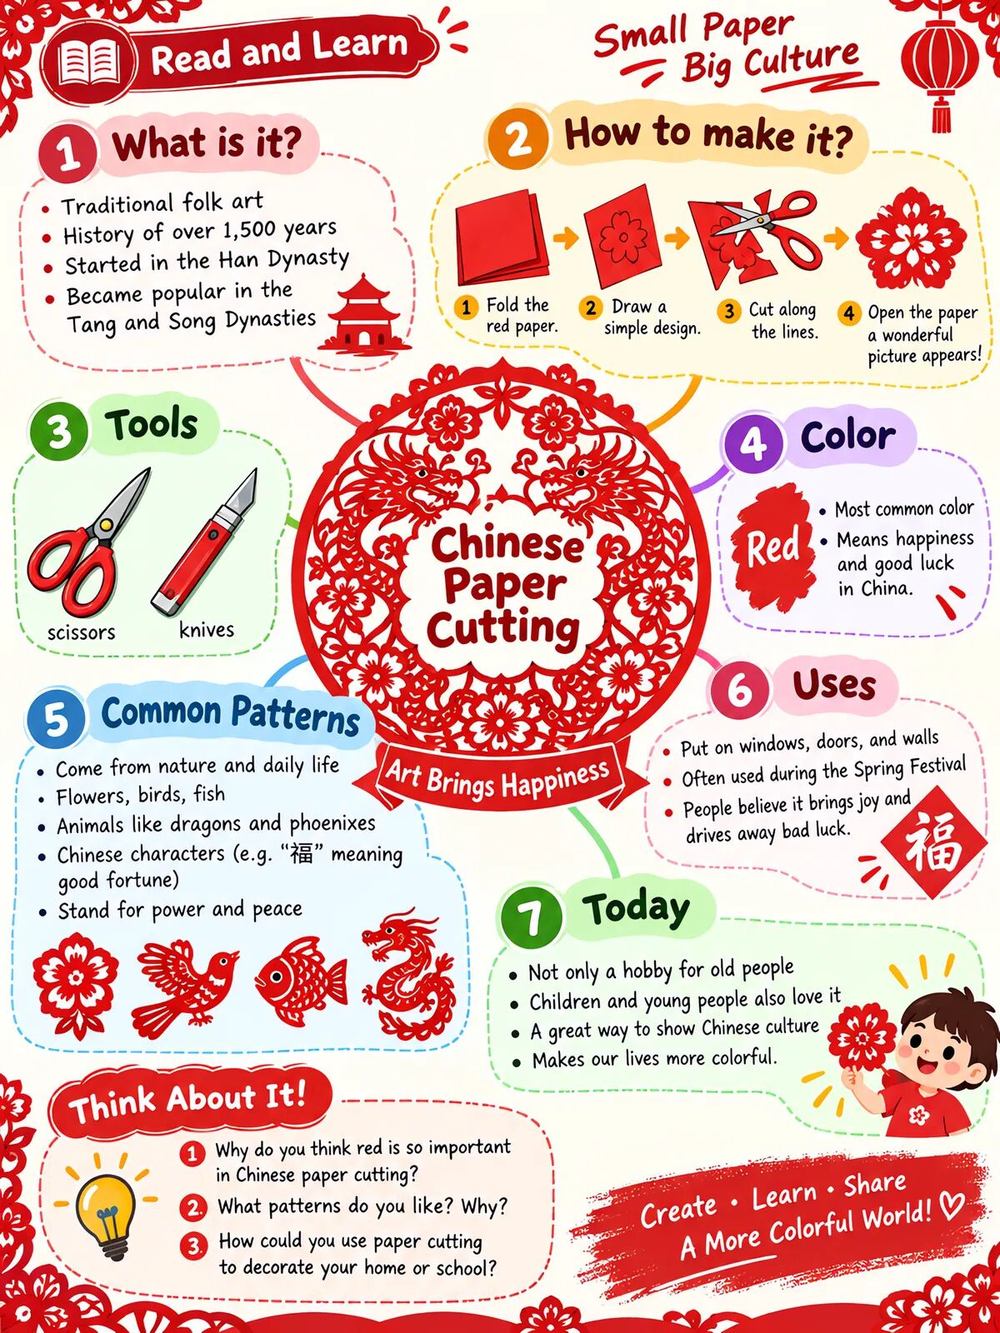 Read and Learn
Small Paper
Big Culture
1 What is it?
• Traditional folk art
• History of over 1,500 years
• Started in the Han Dynasty
• Became popular in the
Tang and Song Dynasties
2 How to make it?
1 Fold the
red paper.
2 Draw a
simple design.
3 Cut along
the lines.
4 Open the paper
a wonderful
picture appears!
3 Tools
scissors
knives
Chinese
Paper
Cutting
Art Brings Happiness
4 Color
Red
• Most common color
• Means happiness
and good luck
in China.
5 Common Patterns
• Come from nature and daily life
• Flowers, birds, fish
• Animals like dragons and phoenixes
• Chinese characters (e.g. “福” meaning
good fortune)
• Stand for power and peace
6 Uses
• Put on windows, doors, and walls
• Often used during the Spring Festival
• People believe it brings joy and
drives away bad luck.
福
7 Today
• Not only a hobby for old people
• Children and young people also love it
• A great way to show Chinese culture
• Makes our lives more colorful.
Think About It!
1 Why do you think red is so important
in Chinese paper cutting?
2. What patterns do you like? Why?
3. How could you use paper cutting
to decorate your home or school?
Create • Learn • Share
A More Colorful World!